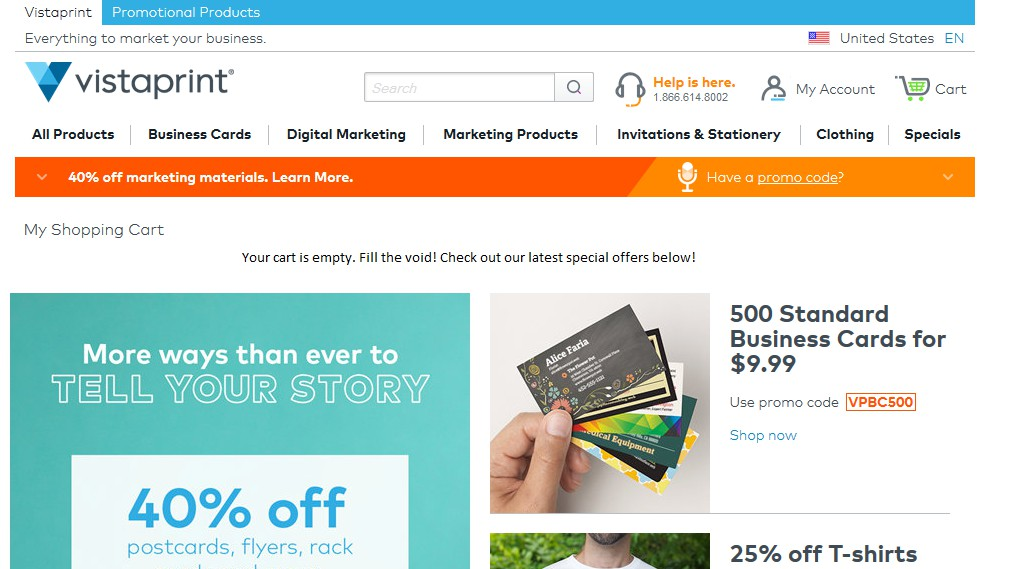 Vistaprint Promotional Products
Everything to market your business.
United States EN
vistaprint®
Search
Help is here.
1.866.614.8002
My Account
Cart
All Products Business Cards Digital Marketing Marketing Products Invitations & Stationery Clothing Specials
40% off marketing materials. Learn More.
Have a promo code?
My Shopping Cart
Your cart is empty. Fill the void! Check out our latest special offers below!
More ways than ever to
TELL YOUR STORY
40% off
postcards, flyers, rack
Alice Faria
The Flower Pot
Medical Equipment
500 Standard
Business Cards for
$9.99
Use promo code VPBC500
Shop now
25% off T-shirts